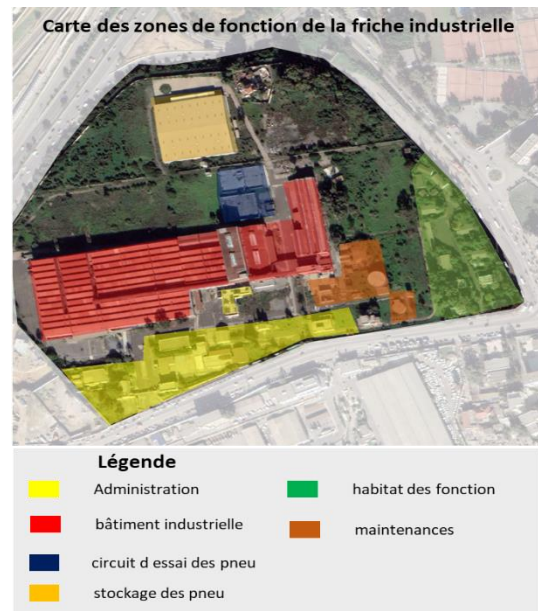 Carte des zones de fonction de la friche industrielle
Légende
Administration
bâtiment industrielle
circuit d essai des pneu
stockage des pneu
habitat des fonction
maintenances